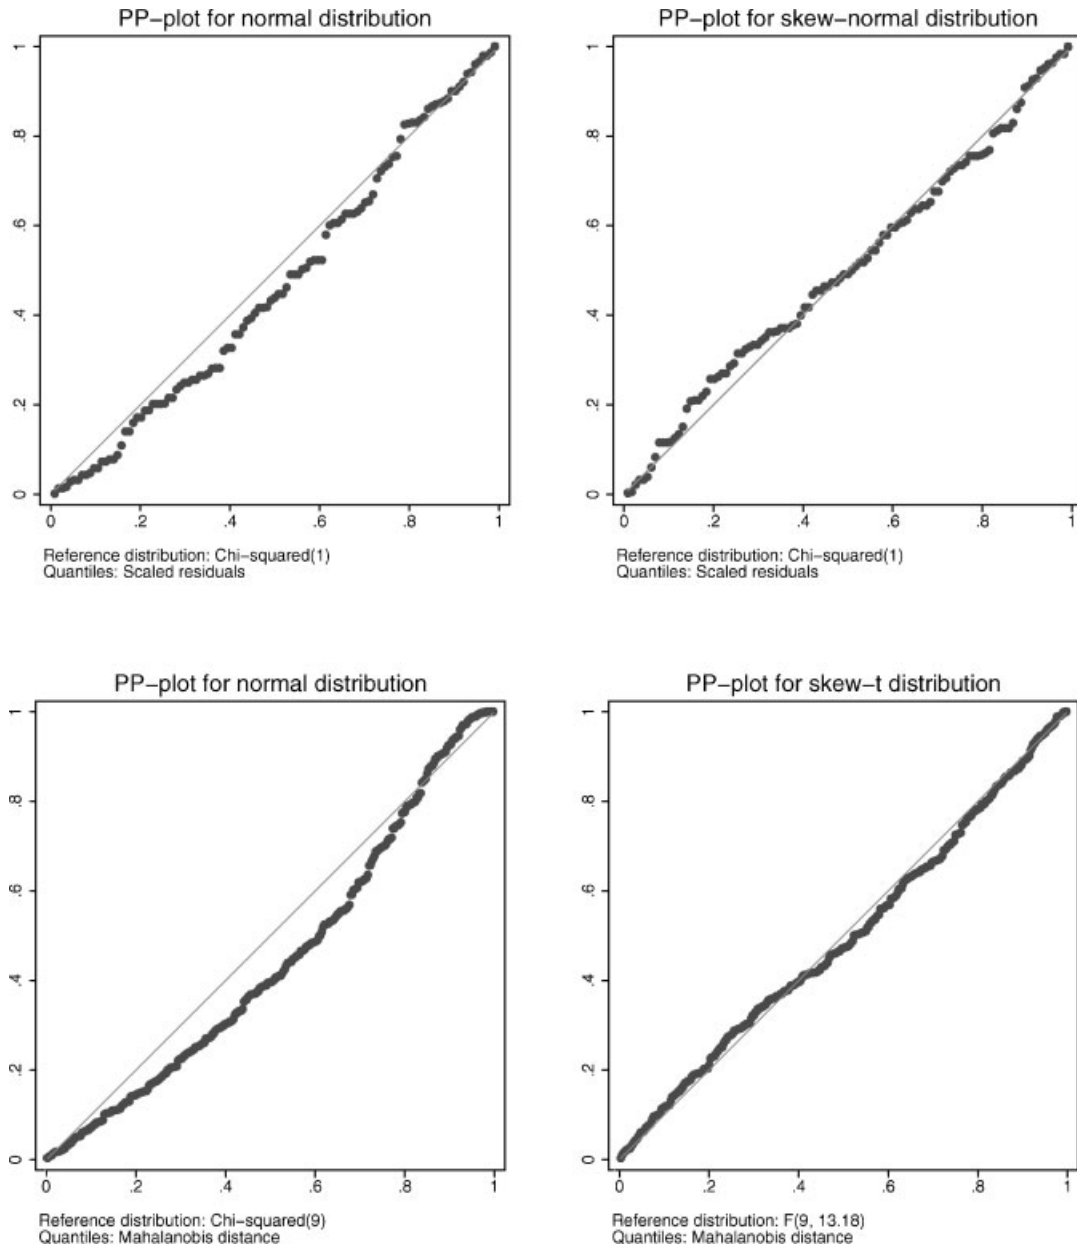 PP-plot for normal distribution
1
.8
.6
.4
.2
0
0 .2 .4 .6 .8 1
Reference distribution: Chi-squared(1)
Quantiles: Scaled residuals
PP-plot for skew-normal distribution
1
.8
.6
.4
.2
0
0 .2 .4 .6 .8 1
Reference distribution: Chi-squared(1)
Quantiles: Scaled residuals
PP-plot for normal distribution
1
.8
.6
.4
.2
0
0 .2 .4 .6 .8 1
Reference distribution: Chi-squared(9)
Quantiles: Mahalanobis distance
PP-plot for skew-t distribution
1
.8
.6
.4
.2
0
0 .2 .4 .6 .8 1
Reference distribution: F(9, 13.18)
Quantiles: Mahalanobis distance